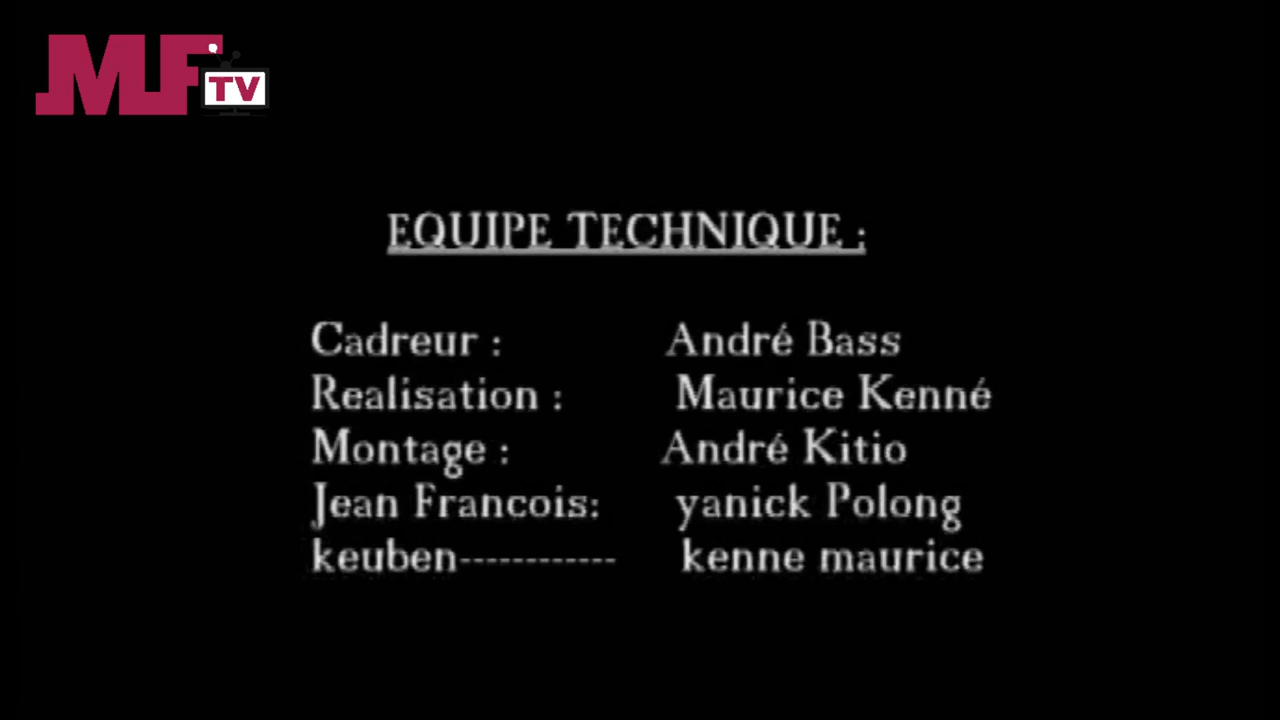 MF TV
EQUIPE TECHNIQUE :
Cadreur : André Bass
Realisation : Maurice Kenné
Montage : André Kitio
Jean Francois: yanick Polong
keuben------------ kenne maurice